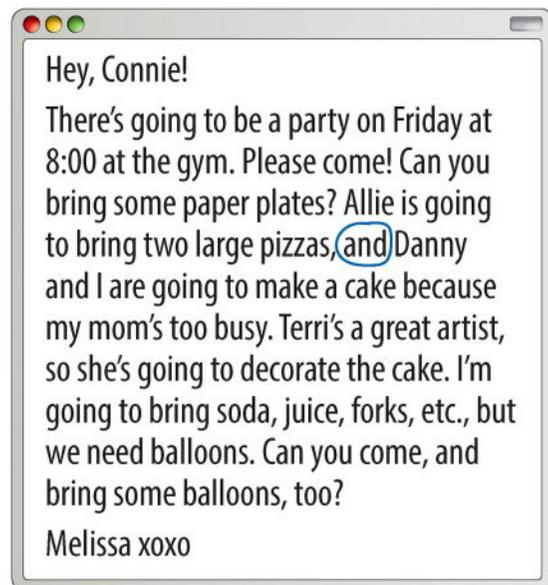 Hey, Connie!
There's going to be a party on Friday at
8:00 at the gym. Please come! Can you
bring some paper plates? Allie is going
to bring two large pizzas, and Danny
and I are going to make a cake because
my mom's too busy. Terri's a great artist,
so she's going to decorate the cake. I'm
going to bring soda, juice, forks, etc., but
we need balloons. Can you come, and
bring some balloons, too?
Melissa xoxo